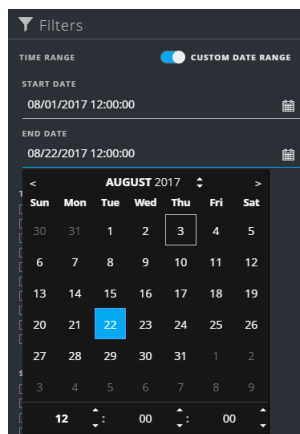 Filters
TIME RANGE CUSTOM DATE RANGE
START DATE
08/01/2017 12:00:00
END DATE
08/22/2017 12:00:00
< AUGUST 2017 >
Sun Mon Tue Wed Thu Fri Sat
30 31 1 2 3 4 5
6 7 8 9 10 11 12
13 14 15 16 17 18 19
20 21 22 23 24 25 26
27 28 29 30 31 1 2
3 4 5 6 7 8 9
12 : 00 : 00